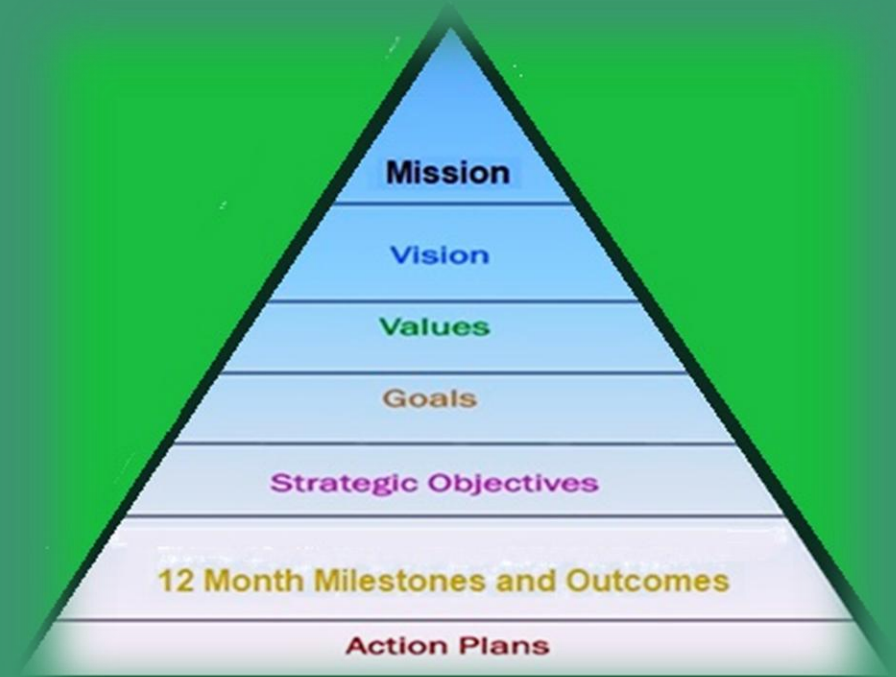 Mission
Vision
Values
Goals
Strategic Objectives
12 Month Milestones and Outcomes
Action Plans